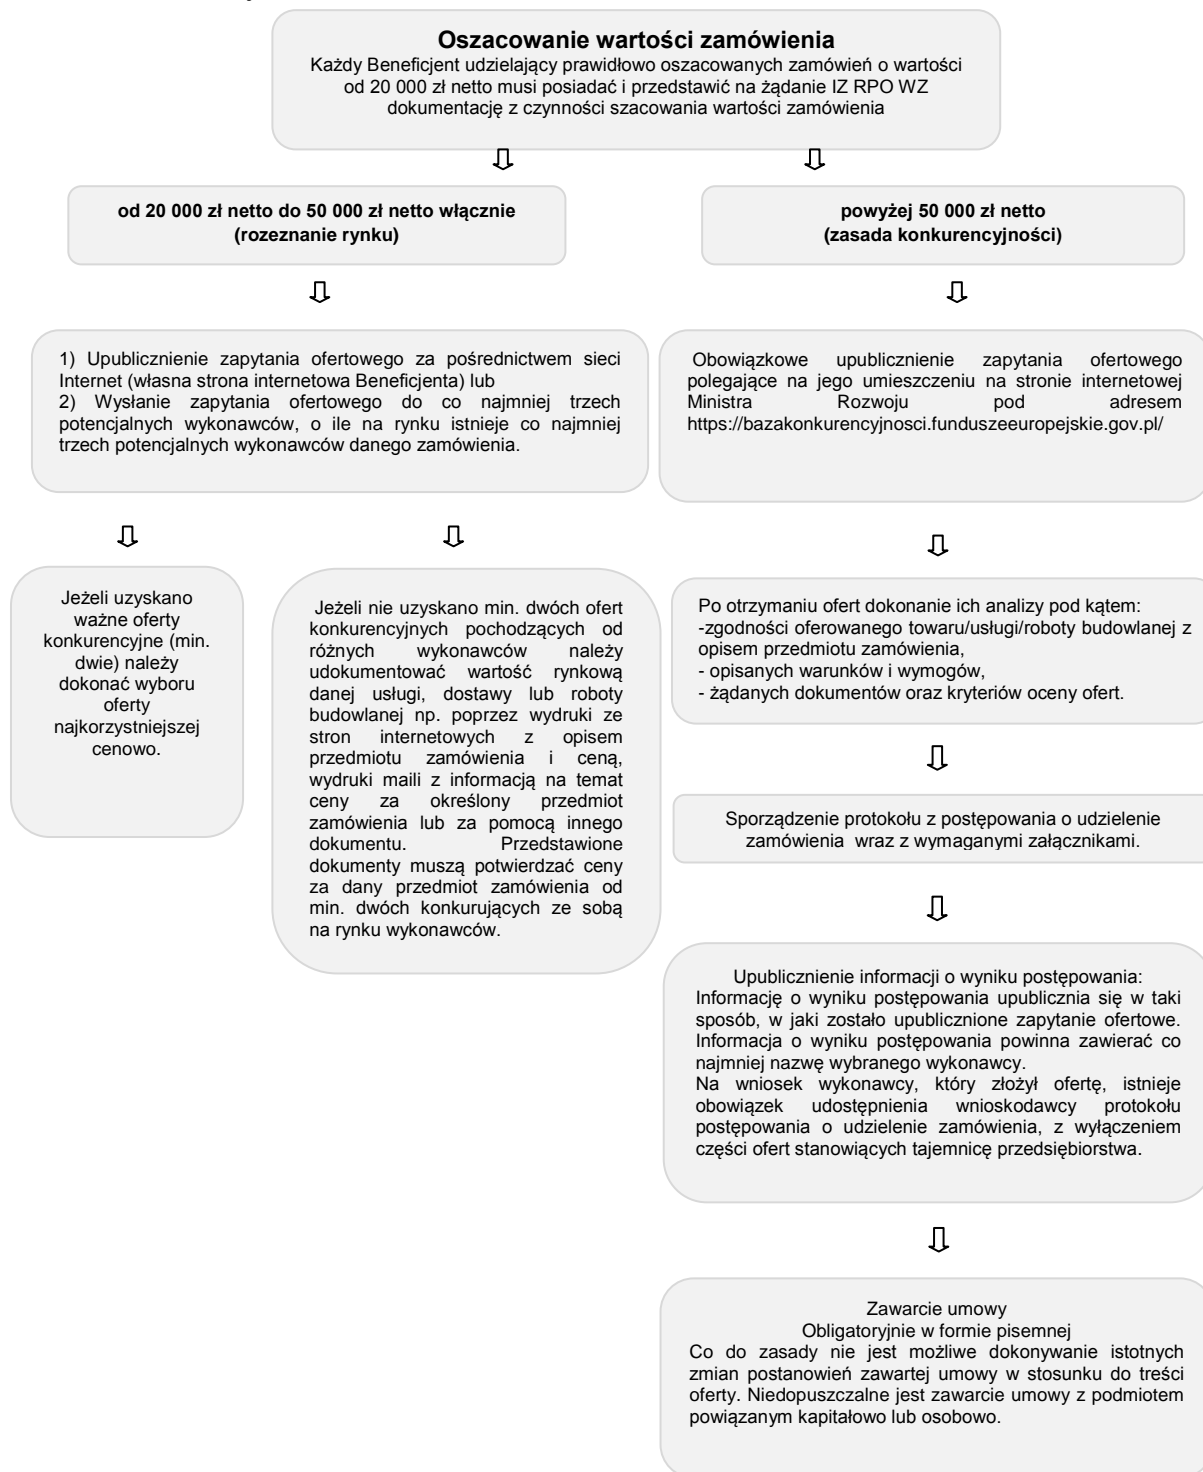 Oszacowanie wartości zamówienia
Każdy Beneficjent udzielający prawidłowo oszacowanych zamówień o wartości
od 20 000 zł netto musi posiadać i przedstawić na żądanie IZ RPO WZ
dokumentację z czynności szacowania wartości zamówienia
od 20 000 zł netto do 50 000 zł netto włącznie
(rozeznanie rynku)
powyżej 50 000 zł netto
(zasada konkurencyjności)
1) Upublicznienie zapytania ofertowego za pośrednictwem sieci
Internet (własna strona internetowa Beneficjenta) lub
2) Wysłanie zapytania ofertowego do co najmniej trzech
potencjalnych wykonawców, o ile na rynku istnieje co najmniej
trzech potencjalnych wykonawców danego zamówienia.
Obowiązkowe upublicznienie zapytania ofertowego
polegające na jego umieszczeniu na stronie internetowej
Ministra Rozwoju pod adresem
https://bazakonkurencyjnosci.funduszeeuropejskie.gov.pl/
Jeżeli uzyskano
ważne oferty
konkurencyjne (min.
dwie) należy
dokonać wyboru
oferty
najkorzystniejszej
cenowo.
Jeżeli nie uzyskano min. dwóch ofert
konkurencyjnych pochodzących od
różnych wykonawców należy
udokumentować wartość rynkową
danej usługi, dostawy lub roboty
budowlanej np. poprzez wydruki ze
stron internetowych z opisem
przedmiotu zamówienia i ceną,
wydruki maili z informacją na temat
ceny za określony przedmiot
zamówienia lub za pomocą innego
dokumentu. Przedstawione
dokumenty muszą potwierdzać ceny
za dany przedmiot zamówienia od
min. dwóch konkurujących ze sobą
na rynku wykonawców.
Po otrzymaniu ofert dokonanie ich analizy pod kątem:
-zgodności oferowanego towaru/usługi/roboty budowlanej z
opisem przedmiotu zamówienia,
- opisanych warunków i wymogów,
- żądanych dokumentów oraz kryteriów oceny ofert.
Sporządzenie protokołu z postępowania o udzielenie
zamówienia wraz z wymaganymi załącznikami.
Upublicznienie informacji o wyniku postępowania:
Informację o wyniku postępowania upublicznia się w taki
sposób, w jaki zostało upublicznione zapytanie ofertowe.
Informacja o wyniku postępowania powinna zawierać co
najmniej nazwę wybranego wykonawcy.
Na wniosek wykonawcy, który złożył ofertę, istnieje
obowiązek udostępnienia wnioskodawcy protokołu
postępowania o udzielenie zamówienia, z wyłączeniem
części ofert stanowiących tajemnicę przedsiębiorstwa.
Zawarcie umowy
Obligatoryjnie w formie pisemnej
Co do zasady nie jest możliwe dokonywanie istotnych
zmian postanowień zawartej umowy w stosunku do treści
oferty. Niedopuszczalne jest zawarcie umowy z podmiotem
powiązanym kapitałowo lub osobowo.